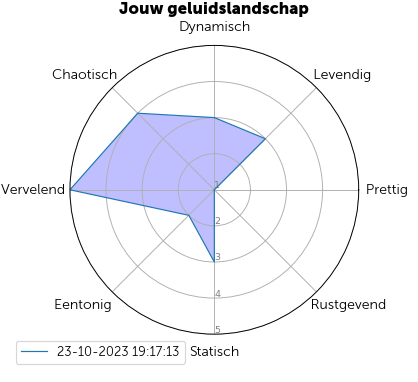 Jouw geluidslandschap
Dynamisch
Chaotisch
Levendig
Vervelend
1
Prettig
2
3
4
Eentonig
Rustgevend
5
23-10-2023 19:17:13
Statisch